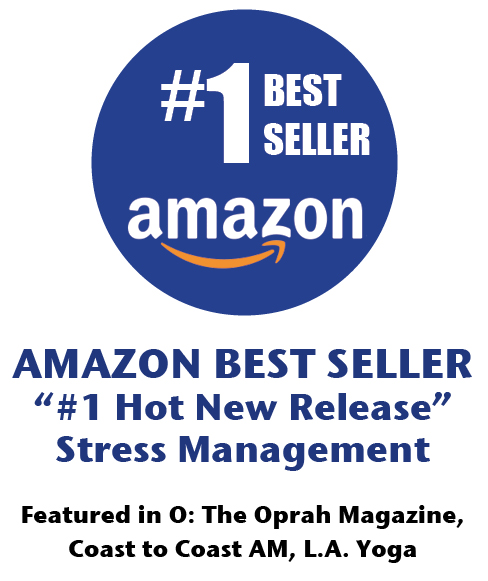 #1 BEST
SELLER
amazon
AMAZON BEST SELLER
“#1 Hot New Release”
Stress Management
Featured in O: The Oprah Magazine,
Coast to Coast AM, L.A. Yoga